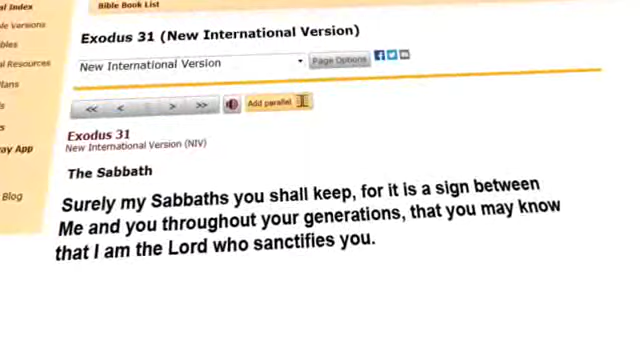 Bible Book List
al Index
le Versions
Exodus 31 (New International Version)
bles
al Resources
New International Version
Page Options
Plans
Add parallel
s
s
Exodus 31
ay App
New International Version (NIV)
The Sabbath
Blog
Surely my Sabbaths you shall keep, for it is a sign between
Me and you throughout your generations, that you may know
that I am the Lord who sanctifies you.